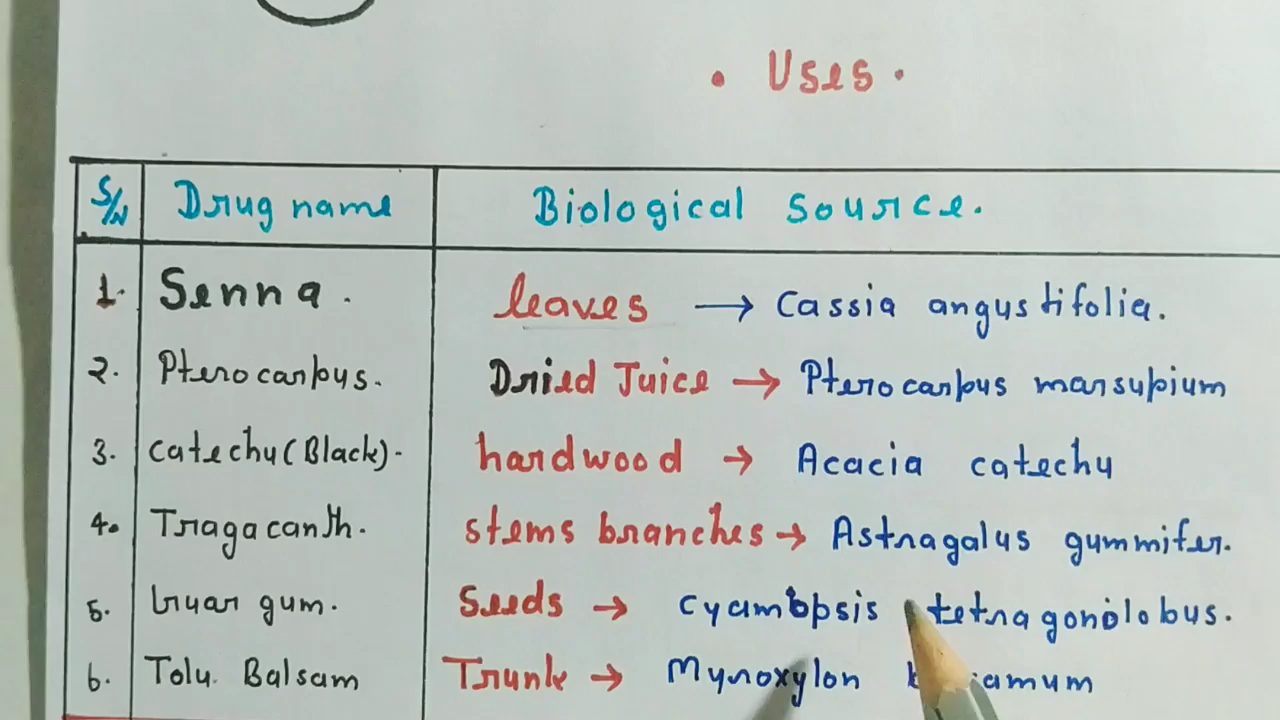 • Uses •
S/N Drug name Biological source.
1. Senna. leaves → Cassia angustifolia.
2. Pterocarpus. Dried Juice → Pterocarpus marsupium
3. Catechu (Black)- hardwood → Acacia catechu
4. Tragacanth. stems branches → Astragalus gummifer.
5. Guar gum. Seeds → Cyamopsis tetragonolobus.
6. Tolu. Balsam Trunk → Myroxylon